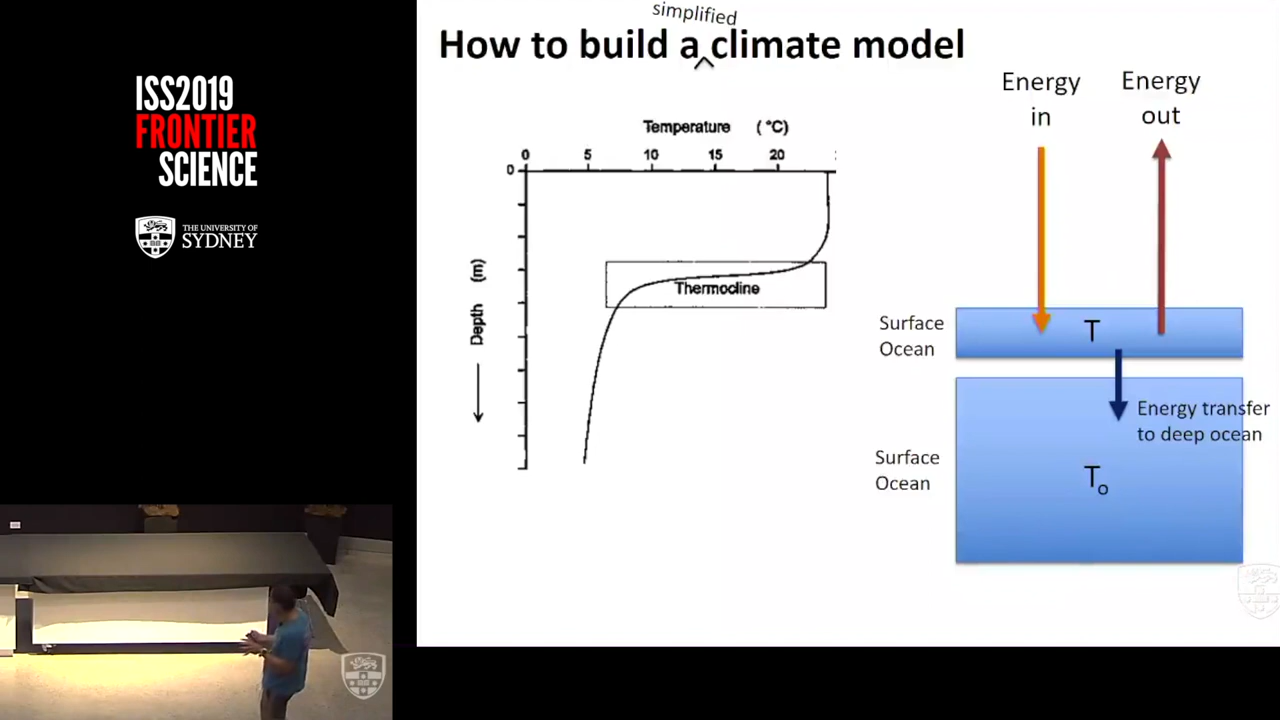 ISS2019
FRONTIER
SCIENCE
THE UNIVERSITY OF
SYDNEY
simplified
How to build a ^ climate model
Temperature (°C)
0 5 10 15 20
0
Depth (m)
Thermocline
Energy
in
Energy
out
Surface
Ocean
T
Energy transfer
to deep ocean
Surface
Ocean
To